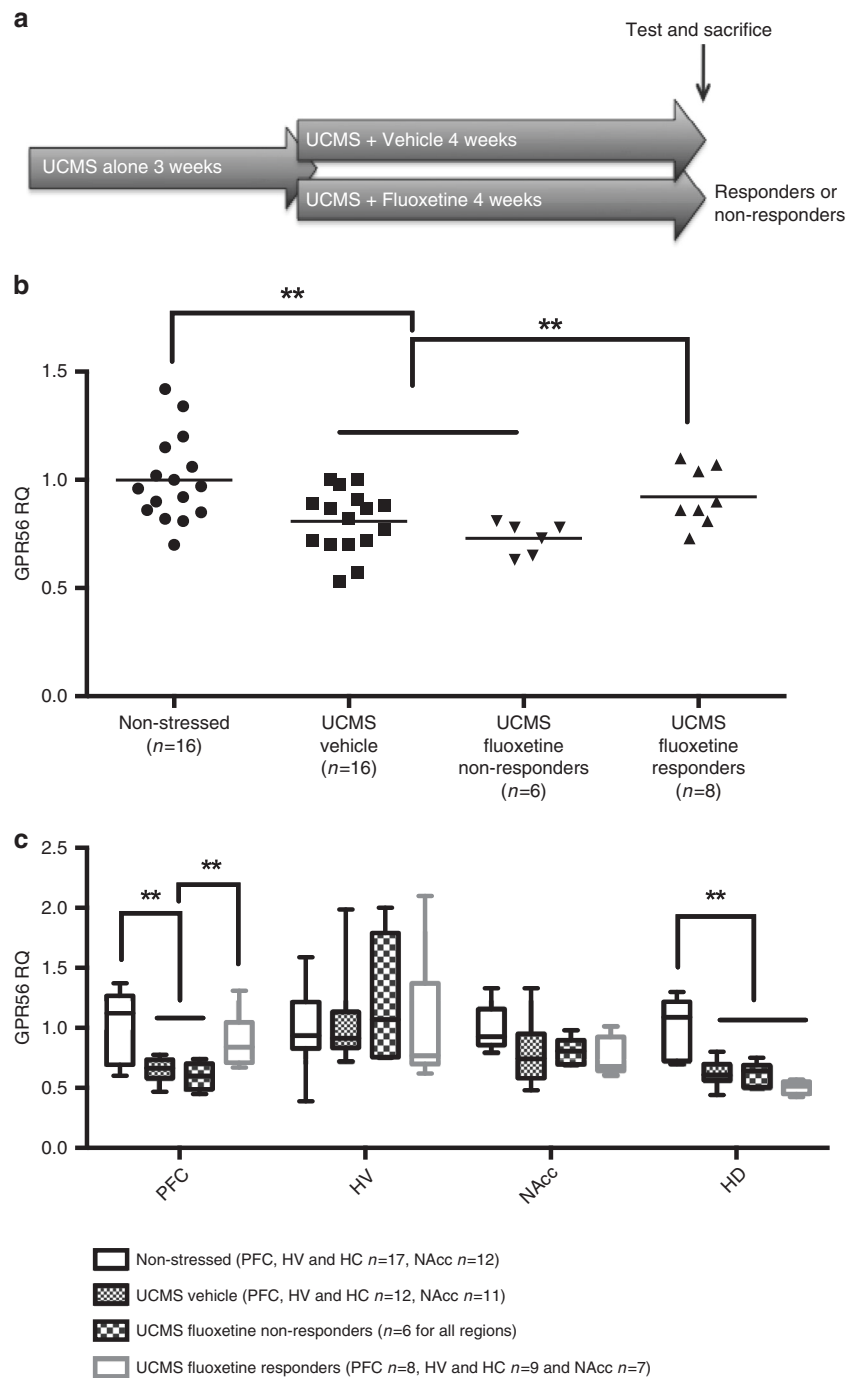 a
Test and sacrifice
UCMS + Vehicle 4 weeks
UCMS alone 3 weeks
UCMS + Fluoxetine 4 weeks
Responders or
non-responders
b
**
**
1.5
1.0
0.5
0.0
GPR56 RQ
Non-stressed
(n=16)
UCMS
vehicle
(n=16)
UCMS
fluoxetine
non-responders
(n=6)
UCMS
fluoxetine
responders
(n=8)
c
2.5
2.0
1.5
1.0
0.5
0.0
GPR56 RQ
**
**
**
PFC
HV
NAcc
HD
Non-stressed (PFC, HV and HC n=17, NAcc n=12)
UCMS vehicle (PFC, HV and HC n=12, NAcc n=11)
UCMS fluoxetine non-responders (n=6 for all regions)
UCMS fluoxetine responders (PFC n=8, HV and HC n=9 and NAcc n=7)